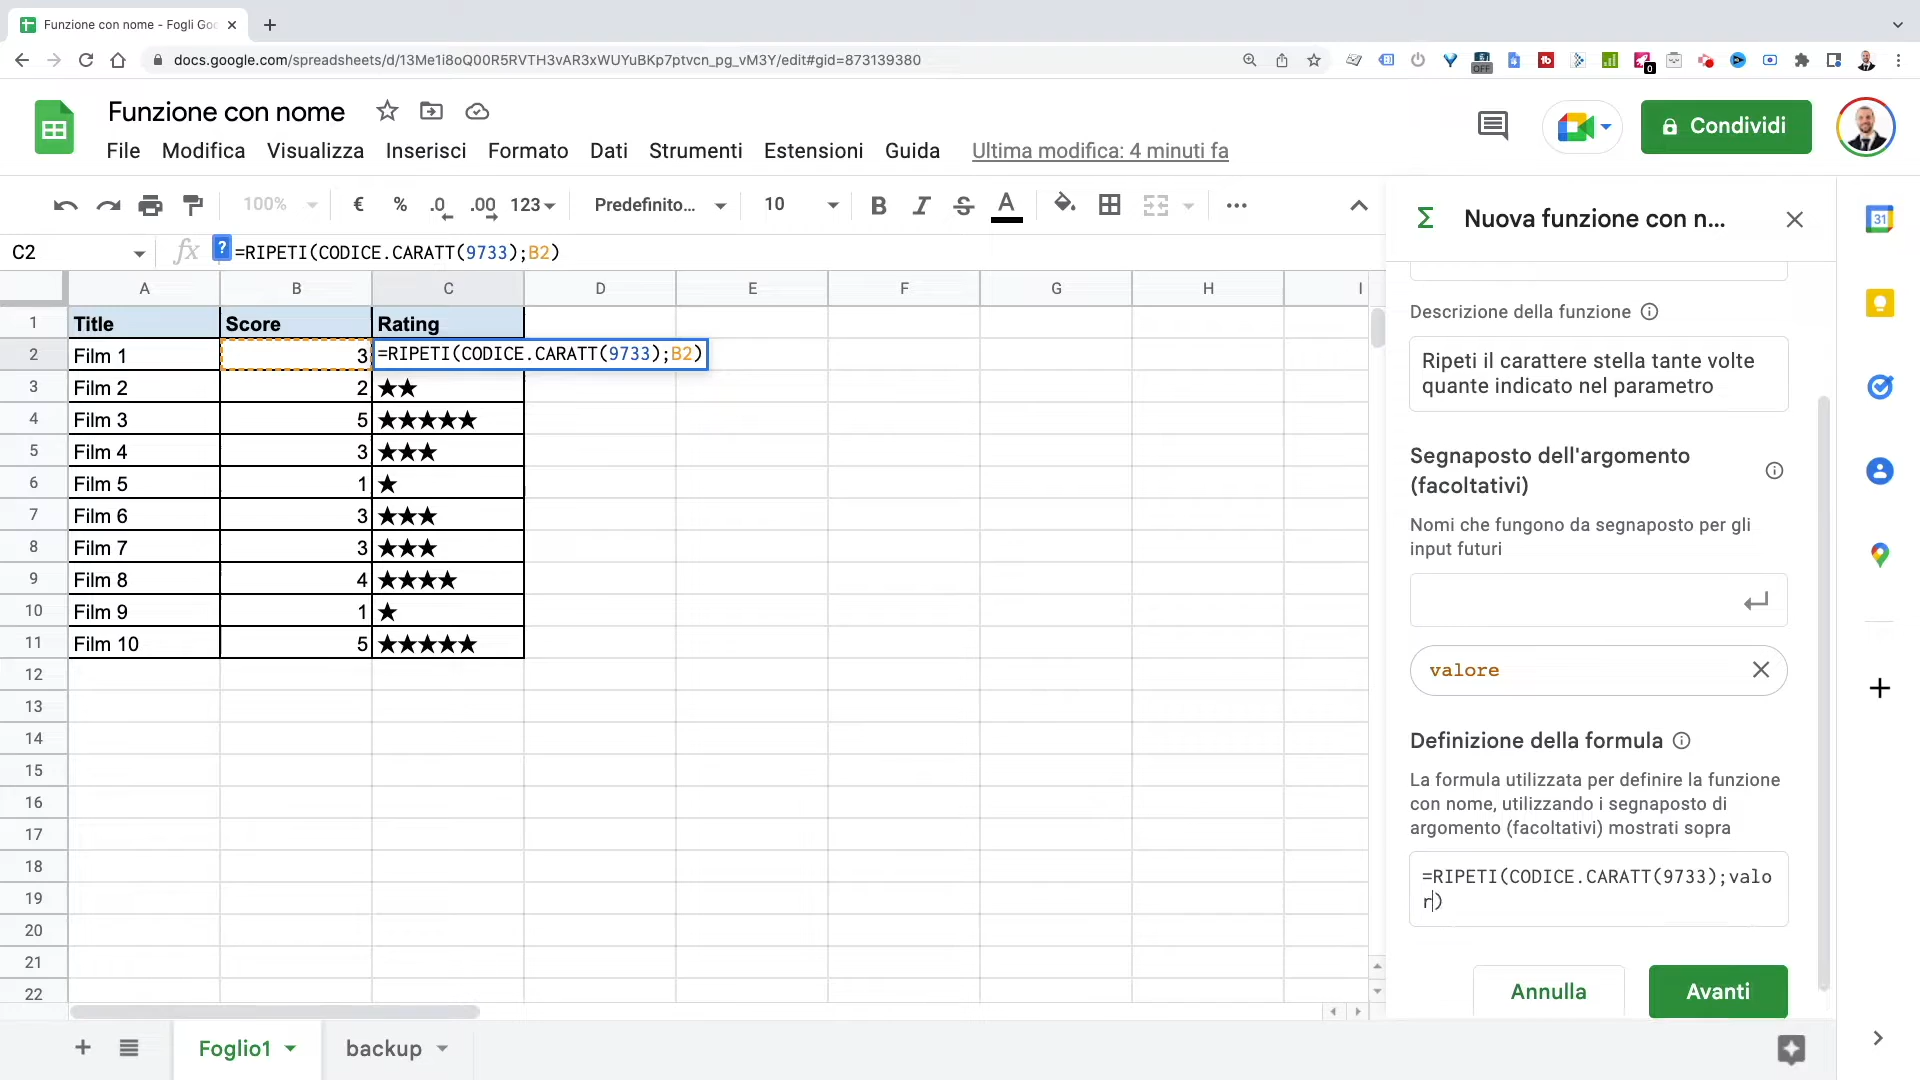 Funzione con nome - Fogli Goo
docs.google.com/spreadsheets/d/13Me1i8oQ00R5RVTH3vAR3xWUYuBKp7ptvcn_pg_vM3Y/edit#gid=873139380
OFF
0
Funzione con nome
File Modifica Visualizza Inserisci Formato Dati Strumenti Estensioni Guida Ultima modifica: 4 minuti fa
Condividi
100% € % .0 .00 123 Predefinito... 10 B I S A
C2 fx ? =RIPETI(CODICE.CARATT(9733);B2)
A B C D E F G H I
1 Title Score Rating
2 Film 1 3 =RIPETI(CODICE.CARATT(9733);B2)
3 Film 2 2 ★★
4 Film 3 5 ★★★★★
5 Film 4 3 ★★★
6 Film 5 1 ★
7 Film 6 3 ★★★
8 Film 7 3 ★★★
9 Film 8 4 ★★★★
10 Film 9 1 ★
11 Film 10 5 ★★★★★
12
13
14
15
16
17
18
19
20
21
22
Foglio1 backup
Σ Nuova funzione con n...
Descrizione della funzione
Ripeti il carattere stella tante volte
quante indicato nel parametro
Segnaposto dell'argomento
(facoltativi)
Nomi che fungono da segnaposto per gli
input futuri
valore
Definizione della formula
La formula utilizzata per definire la funzione
con nome, utilizzando i segnaposto di
argomento (facoltativi) mostrati sopra
=RIPETI(CODICE.CARATT(9733);valo
r)
Annulla Avanti
31